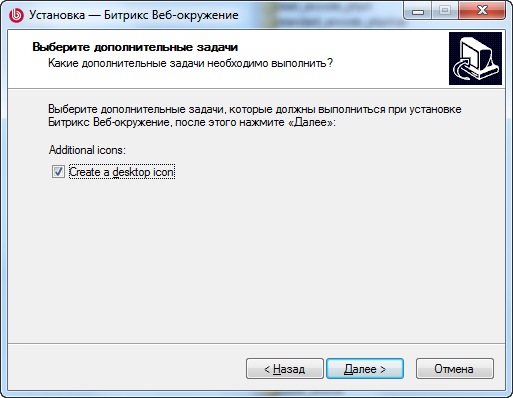 Установка — Битрикс Веб-окружение
Выберите дополнительные задачи
Какие дополнительные задачи необходимо выполнить?
Выберите дополнительные задачи, которые должны выполниться при установке
Битрикс Веб-окружение, после этого нажмите «Далее»:
Additional icons:
Create a desktop icon
< Назад
Далее >
Отмена